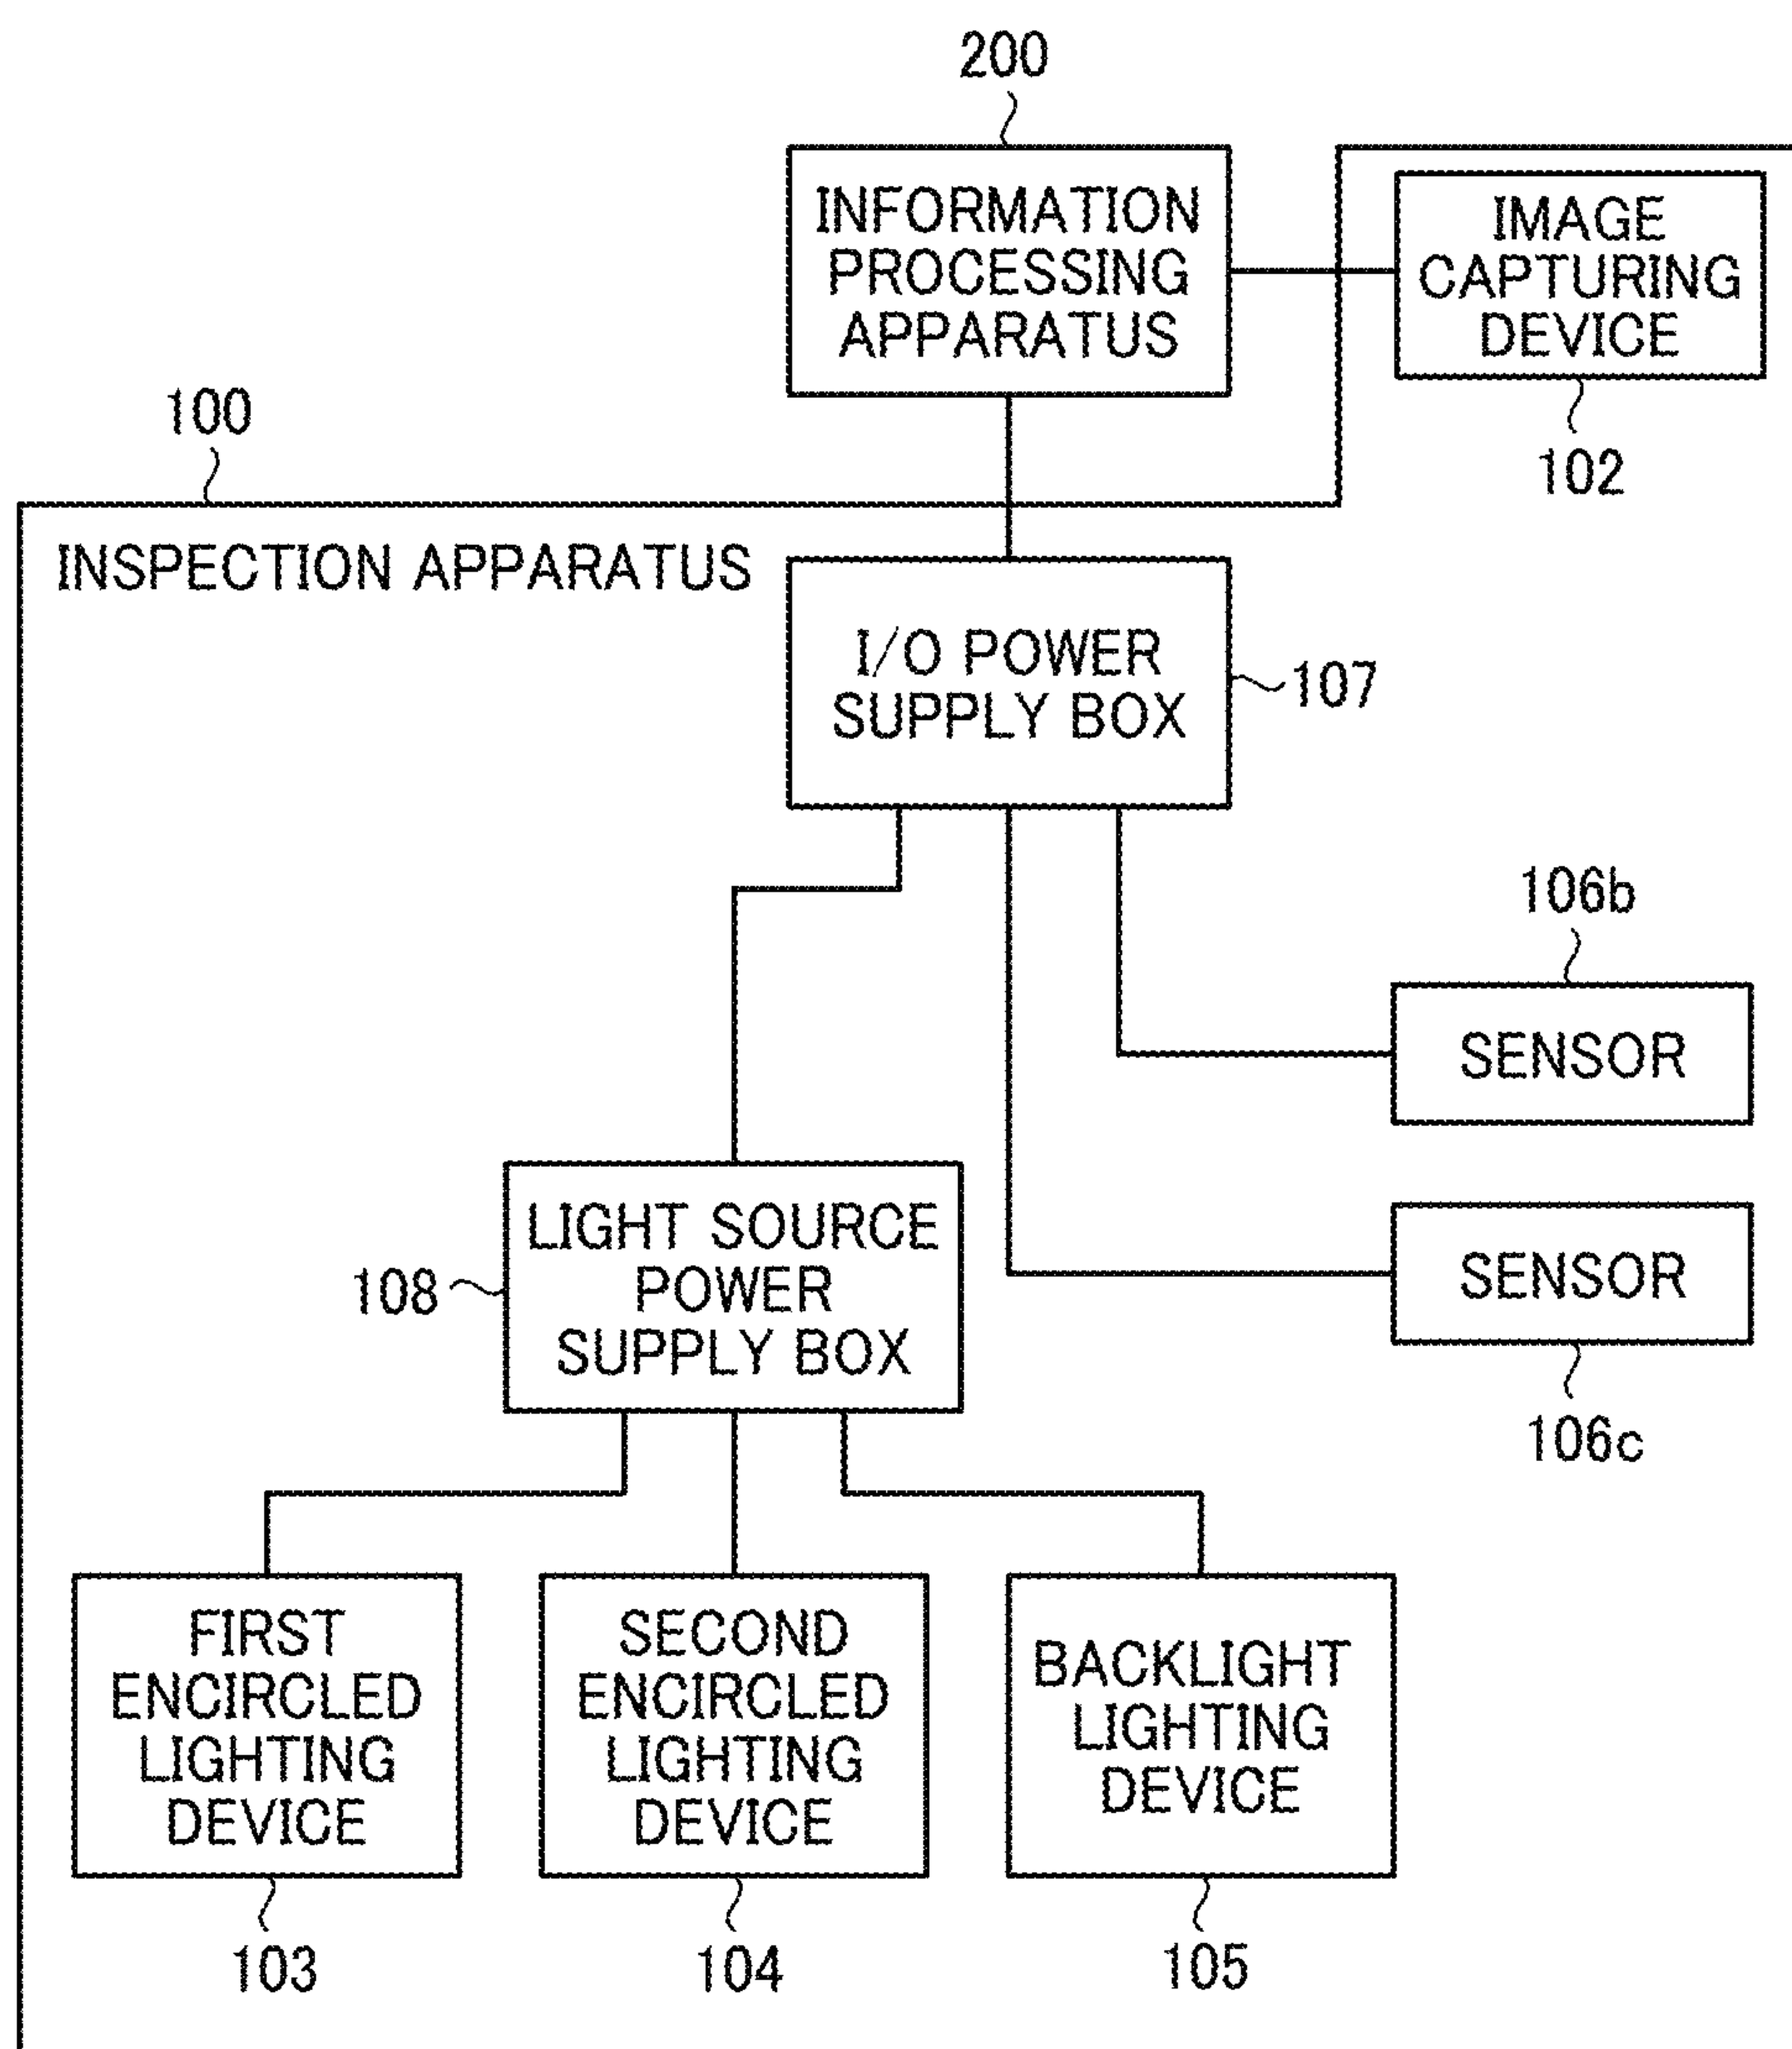 200
INFORMATION
PROCESSING
APPARATUS
IMAGE
CAPTURING
DEVICE
102
100
INSPECTION APPARATUS
I/O POWER
SUPPLY BOX
107
106b
SENSOR
LIGHT SOURCE
POWER
SUPPLY BOX
108
SENSOR
106c
FIRST
ENCIRCLED
LIGHTING
DEVICE
103
SECOND
ENCIRCLED
LIGHTING
DEVICE
104
BACKLIGHT
LIGHTING
DEVICE
105